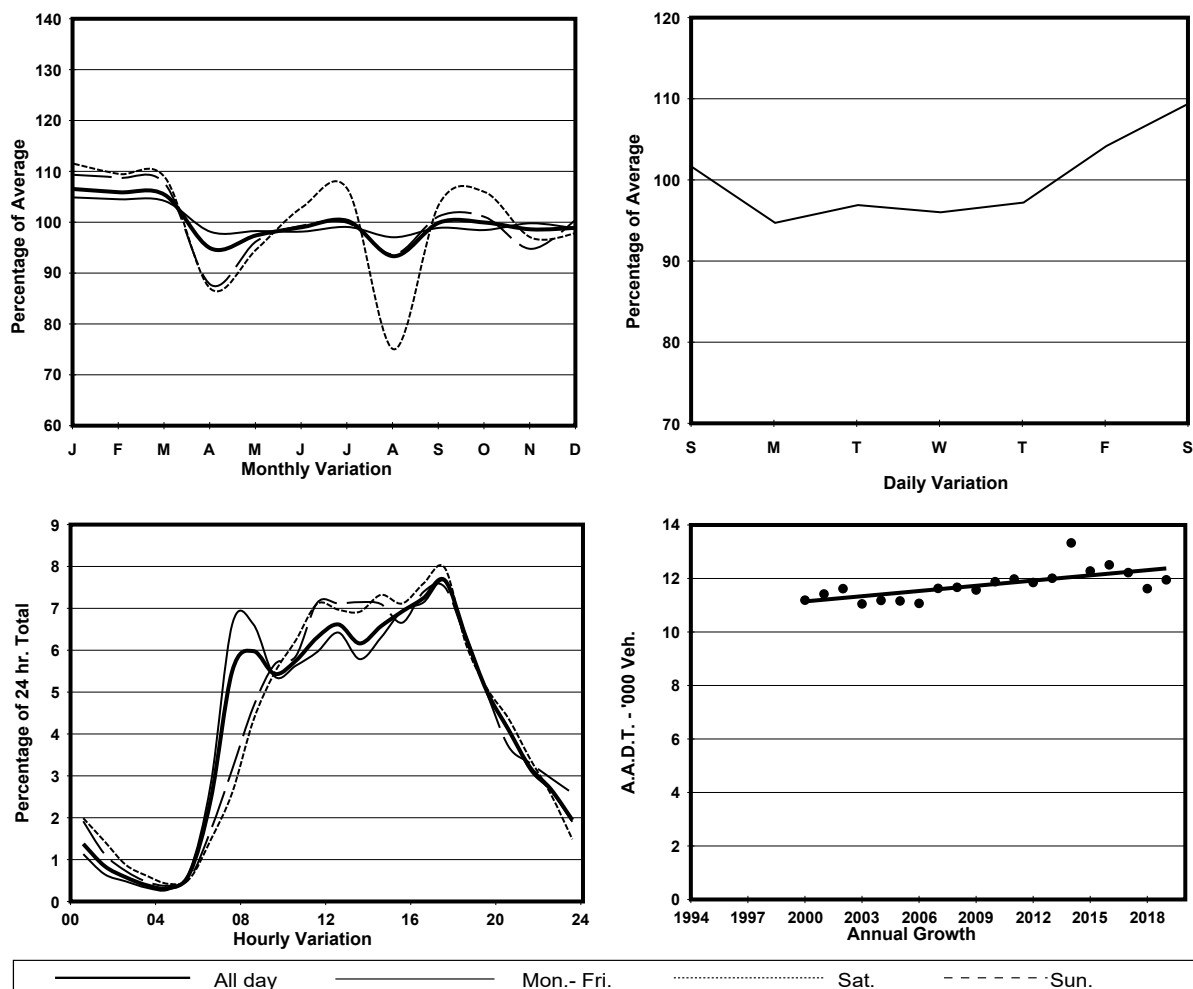 140
130
120
110
100
90
80
70
60
Percentage of Average
J F M A M J J A S O N D
Monthly Variation
120
110
100
90
80
70
Percentage of Average
S M T W T F S
Daily Variation
9
8
7
6
5
4
3
2
1
0
Percentage of 24 hr. Total
00 04 08 12 16 20 24
Hourly Variation
14
12
10
8
6
4
2
0
A.A.D.T. - '000 Veh.
1994 1997 2000 2003 2006 2009 2012 2015 2018
Annual Growth
All day Mon.- Fri. Sat. Sun.